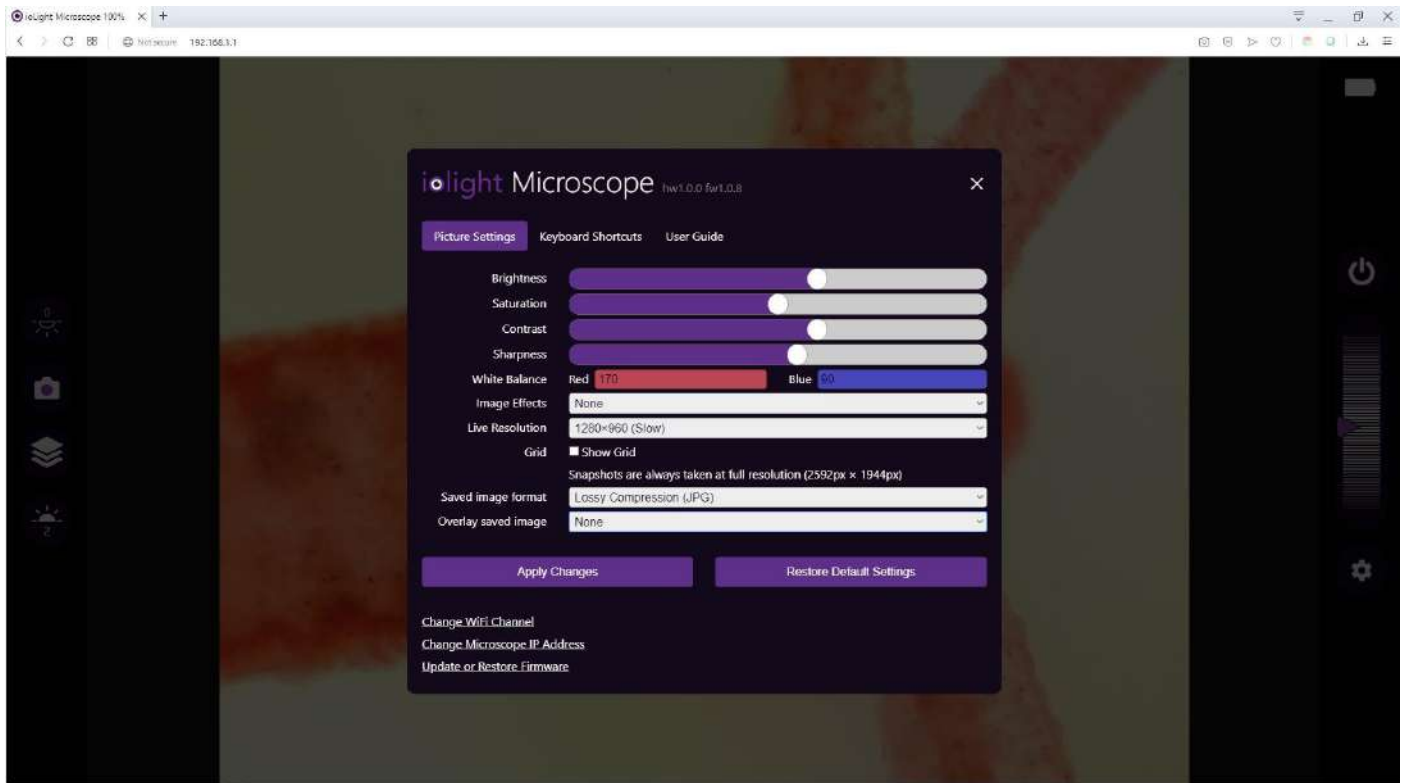 ioLight Microscope 100%
Not secure 192.168.1.1
iolight Microscope hw1.0.0 fw1.0.8
Picture Settings Keyboard Shortcuts User Guide
Brightness
Saturation
Contrast
Sharpness
White Balance Red 170 Blue 90
Image Effects None
Live Resolution 1280×960 (Slow)
Grid Show Grid
Snapshots are always taken at full resolution (2592px × 1944px)
Saved image format Lossy Compression (JPG)
Overlay saved image None
Apply Changes Restore Default Settings
Change WiFi Channel
Change Microscope IP Address
Update or Restore Firmware
0
2